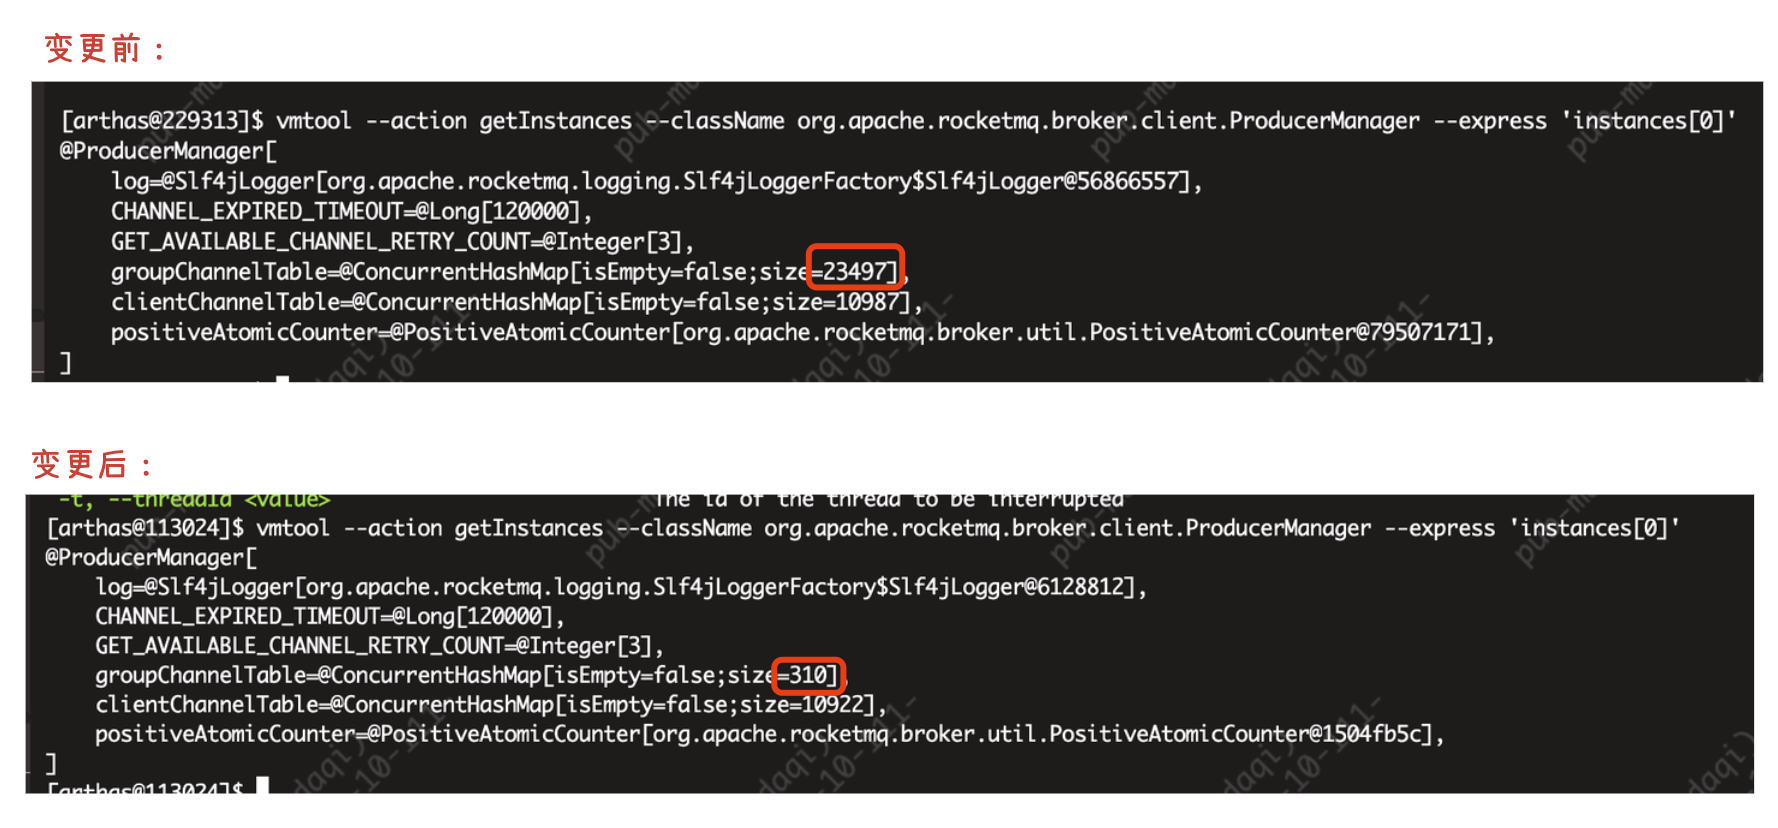 变更前：
[arthas@229313]$ vmtool --action getInstances --className org.apache.rocketmq.broker.client.ProducerManager --express 'instances[0]'
@ProducerManager[
log=@Slf4jLogger[org.apache.rocketmq.logging.Slf4jLoggerFactory$Slf4jLogger@56866557],
CHANNEL_EXPIRED_TIMEOUT=@Long[120000],
GET_AVAILABLE_CHANNEL_RETRY_COUNT=@Integer[3],
groupChannelTable=@ConcurrentHashMap[isEmpty=false;size=23497],
clientChannelTable=@ConcurrentHashMap[isEmpty=false;size=10987],
positiveAtomicCounter=@PositiveAtomicCounter[org.apache.rocketmq.broker.util.PositiveAtomicCounter@79507171],
]
变更后：
-t, --threadId <value> The id of the thread to be interrupted
[arthas@113024]$ vmtool --action getInstances --className org.apache.rocketmq.broker.client.ProducerManager --express 'instances[0]'
@ProducerManager[
log=@Slf4jLogger[org.apache.rocketmq.logging.Slf4jLoggerFactory$Slf4jLogger@6128812],
CHANNEL_EXPIRED_TIMEOUT=@Long[120000],
GET_AVAILABLE_CHANNEL_RETRY_COUNT=@Integer[3],
groupChannelTable=@ConcurrentHashMap[isEmpty=false;size=310],
clientChannelTable=@ConcurrentHashMap[isEmpty=false;size=10922],
positiveAtomicCounter=@PositiveAtomicCounter[org.apache.rocketmq.broker.util.PositiveAtomicCounter@1504fb5c],
]
[arthas@113024]$